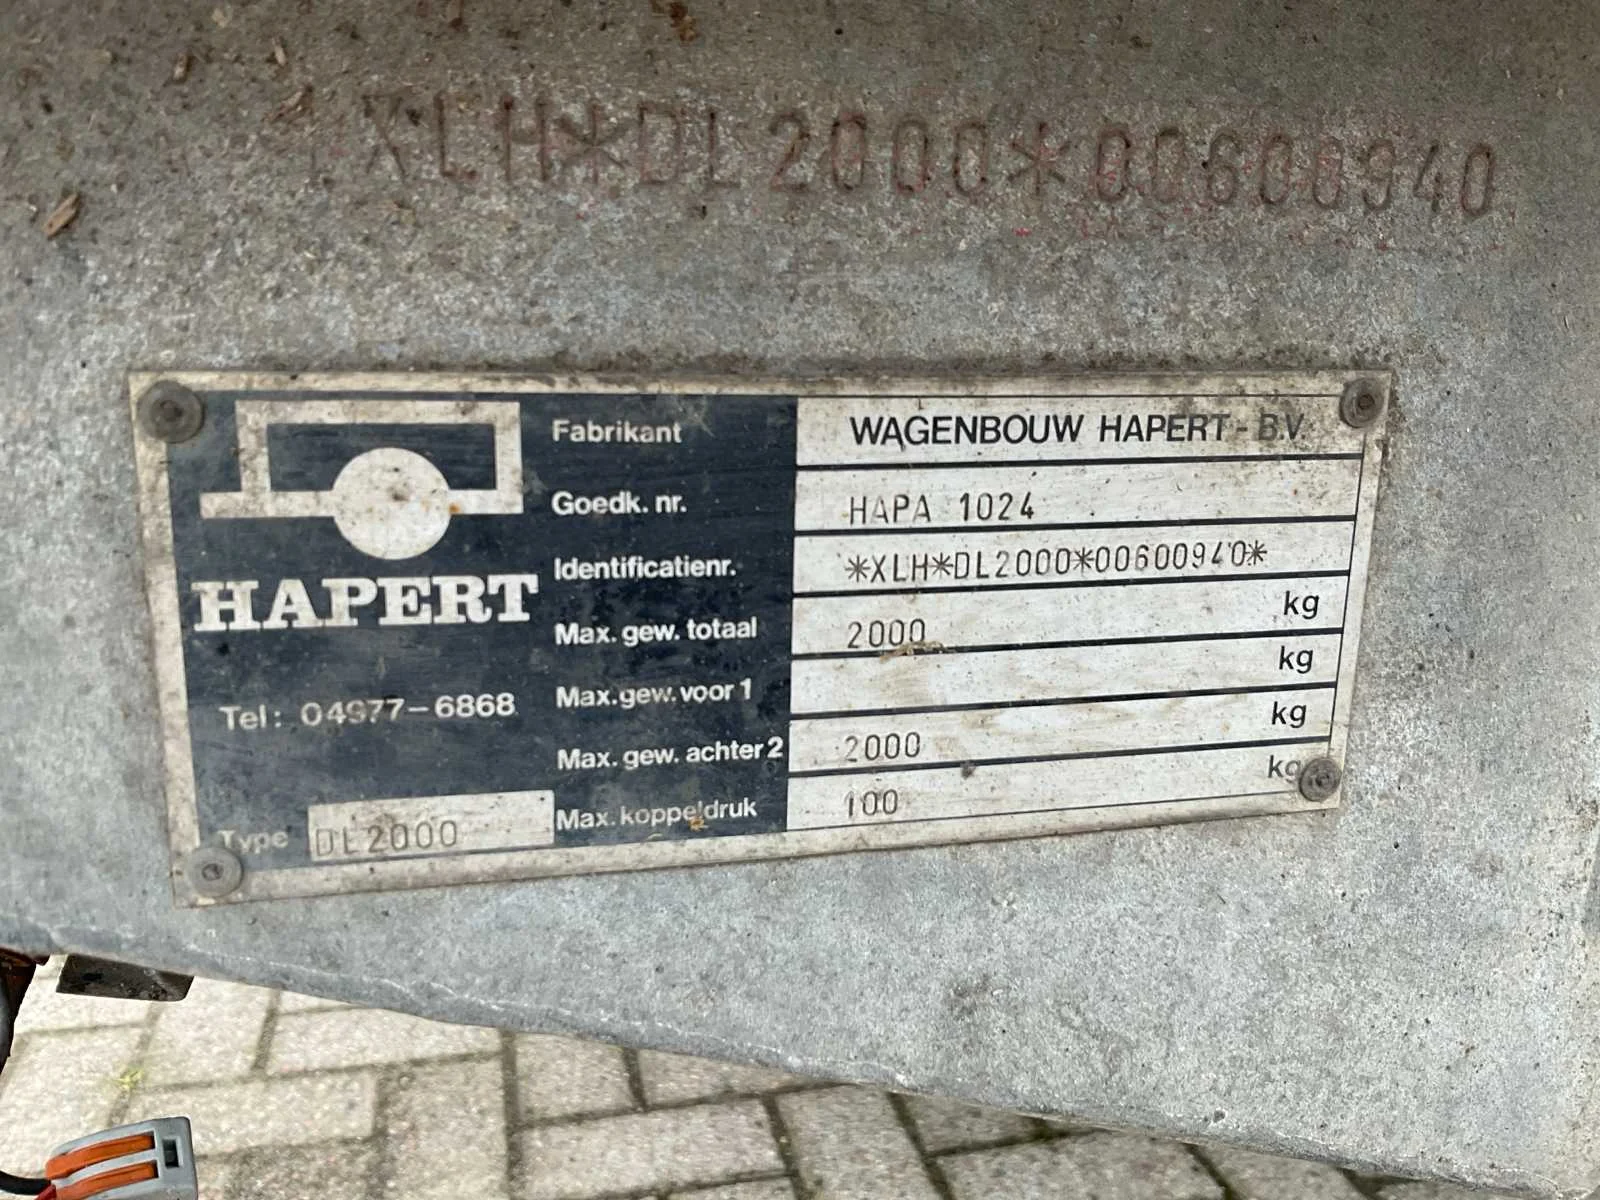 *XLH*DL2000*00600940
Fabrikant WAGENBOUW HAPERT - B.V.
Goedk. nr. HAPA 1024
Identificatienr. *XLH*DL2000*00600940*
HAPERT
Max. gew. totaal 2000 kg
Max. gew. voor 1 kg
Tel: 04977-6868
Max. gew. achter 2 2000 kg
Max. koppeldruk 100 kg
Type DL2000